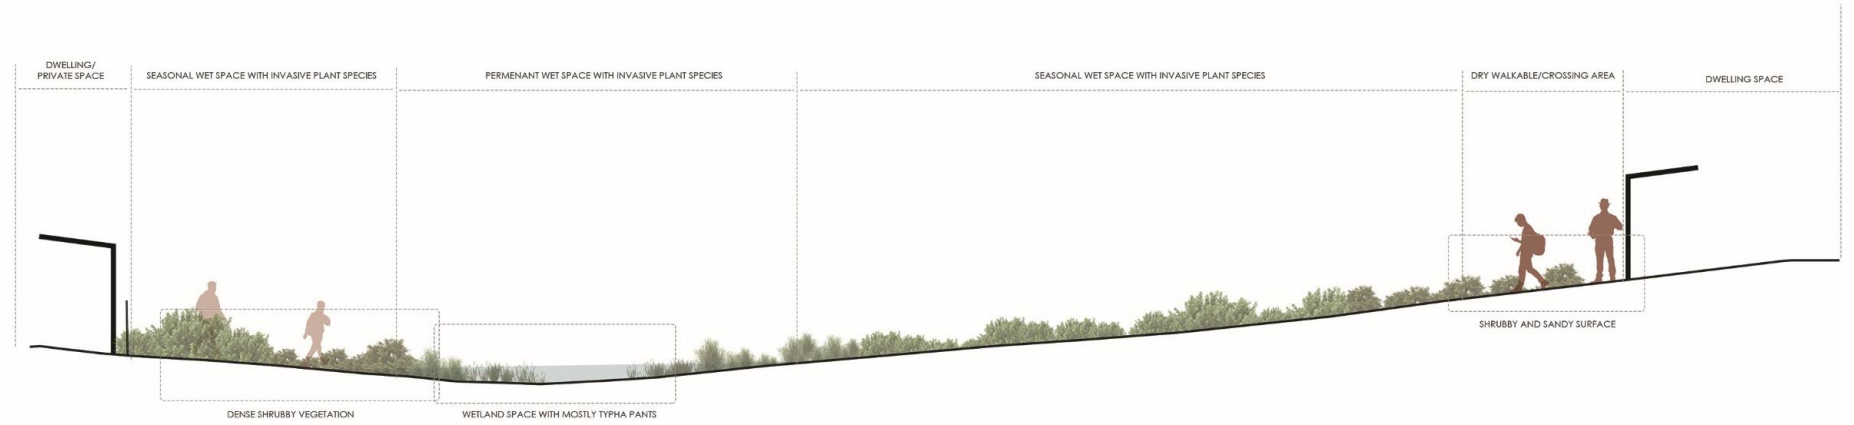 DWELLING/
PRIVATE SPACE
SEASONAL WET SPACE WITH INVASIVE PLANT SPECIES
PERMENANT WET SPACE WITH INVASIVE PLANT SPECIES
SEASONAL WET SPACE WITH INVASIVE PLANT SPECIES
DRY WALKABLE/CROSSING AREA
DWELLING SPACE
SHRUBBY AND SANDY SURFACE
DENSE SHRUBBY VEGETATION
WETLAND SPACE WITH MOSTLY TYPHA PANTS